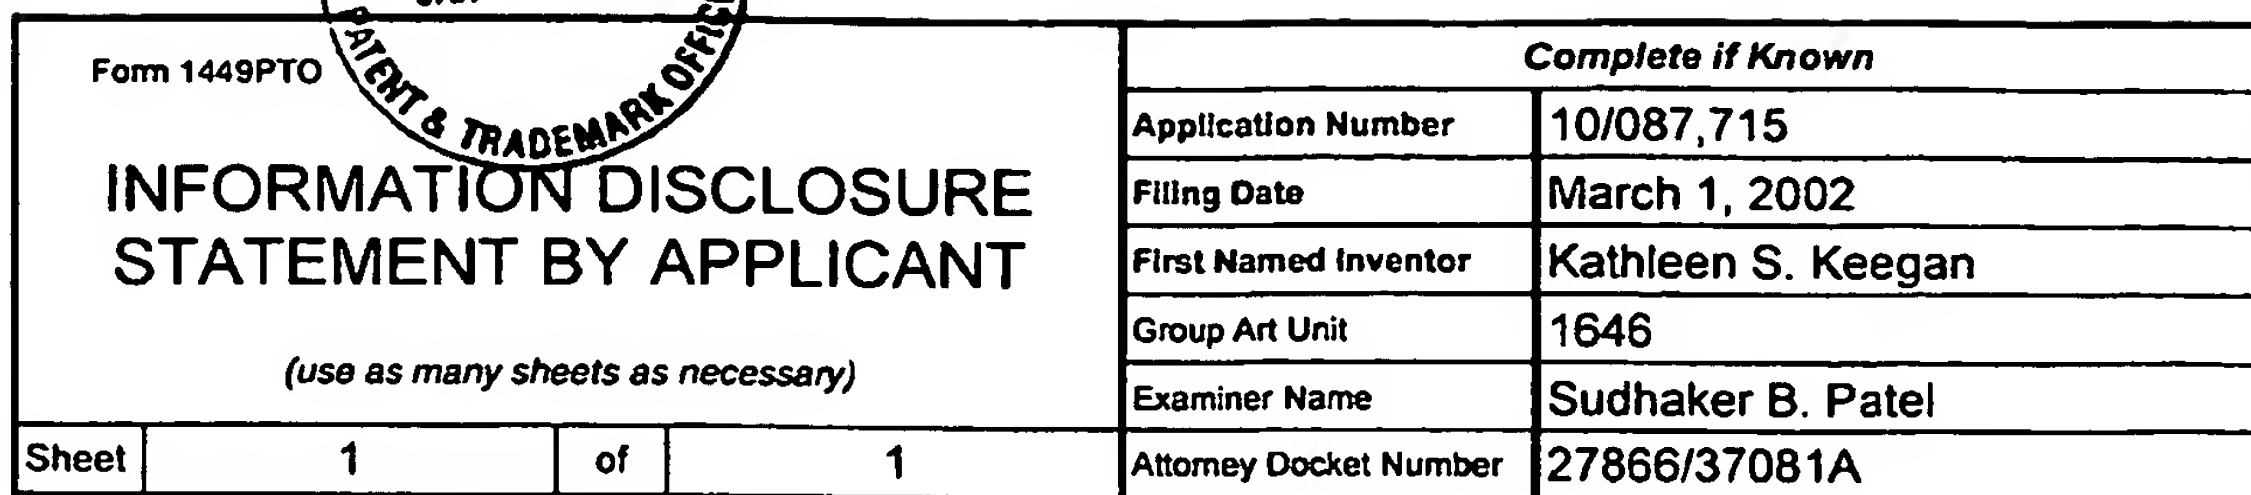 Form 1449PTO
PATENT & TRADEMARK OFFICE
INFORMATION DISCLOSURE
STATEMENT BY APPLICANT
(use as many sheets as necessary)
Sheet 1 of 1
Complete if Known
Application Number 10/087,715
Filing Date March 1, 2002
First Named Inventor Kathleen S. Keegan
Group Art Unit 1646
Examiner Name Sudhaker B. Patel
Attorney Docket Number 27866/37081A